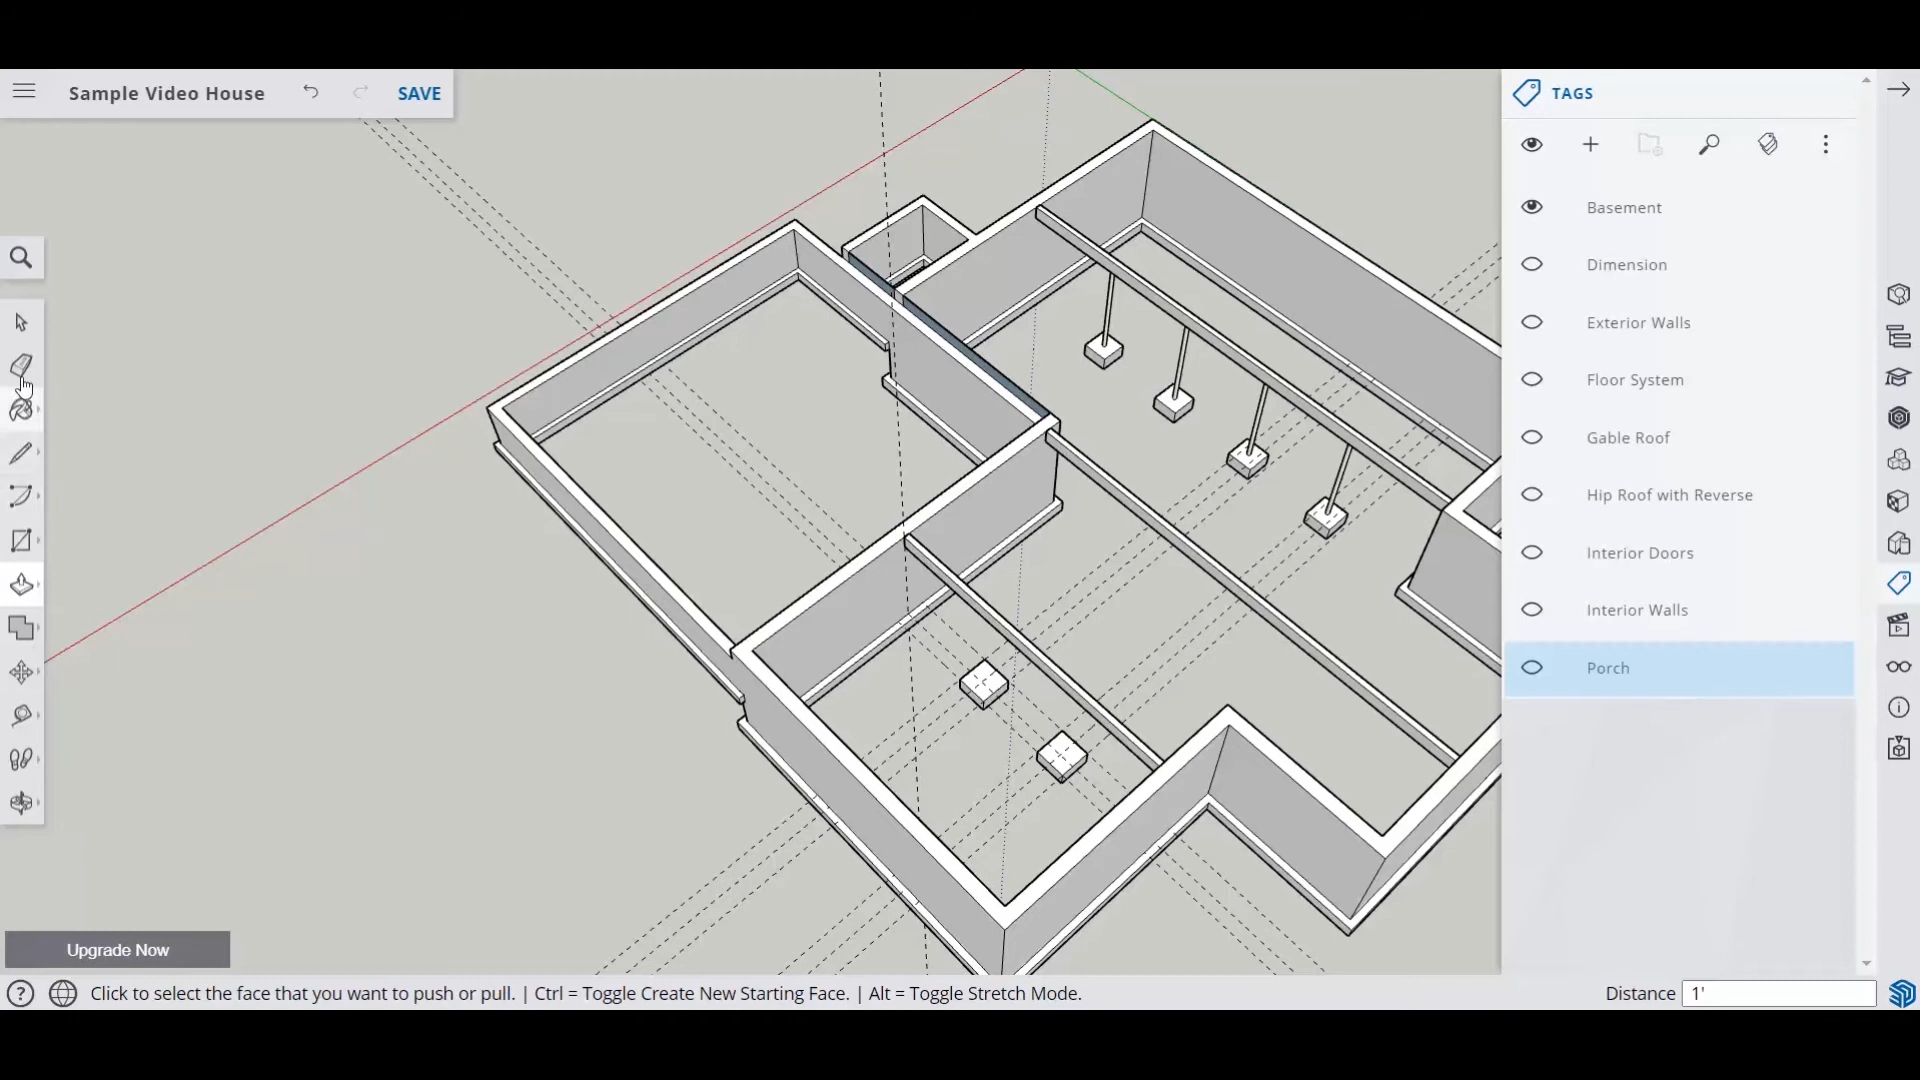 Sample Video House
SAVE
TAGS
Basement
Dimension
Exterior Walls
Floor System
Gable Roof
Hip Roof with Reverse
Interior Doors
Interior Walls
Porch
Upgrade Now
Click to select the face that you want to push or pull. | Ctrl = Toggle Create New Starting Face. | Alt = Toggle Stretch Mode.
Distance 1'